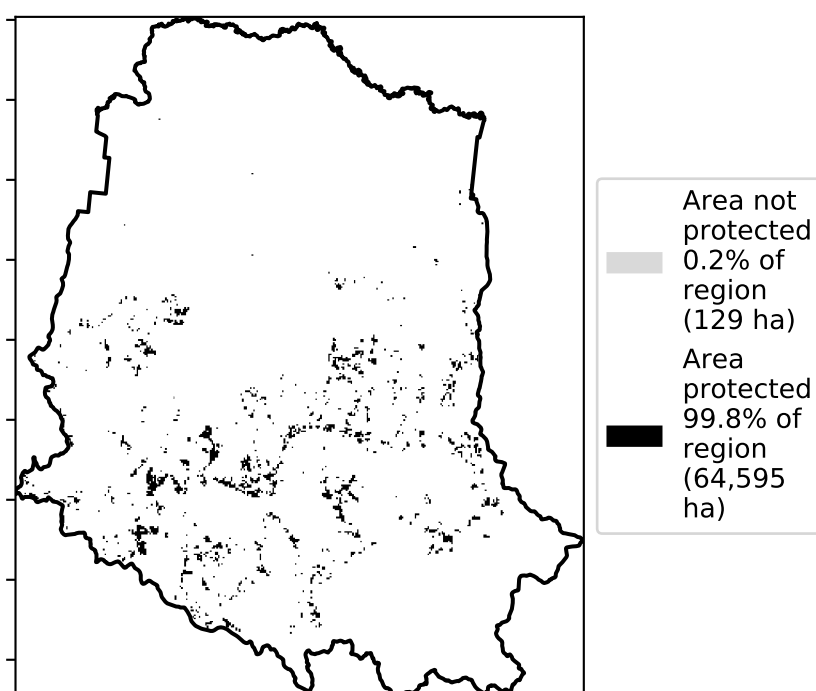 Area not
protected
0.2% of
region
(129 ha)
Area
protected
99.8% of
region
(64,595
ha)